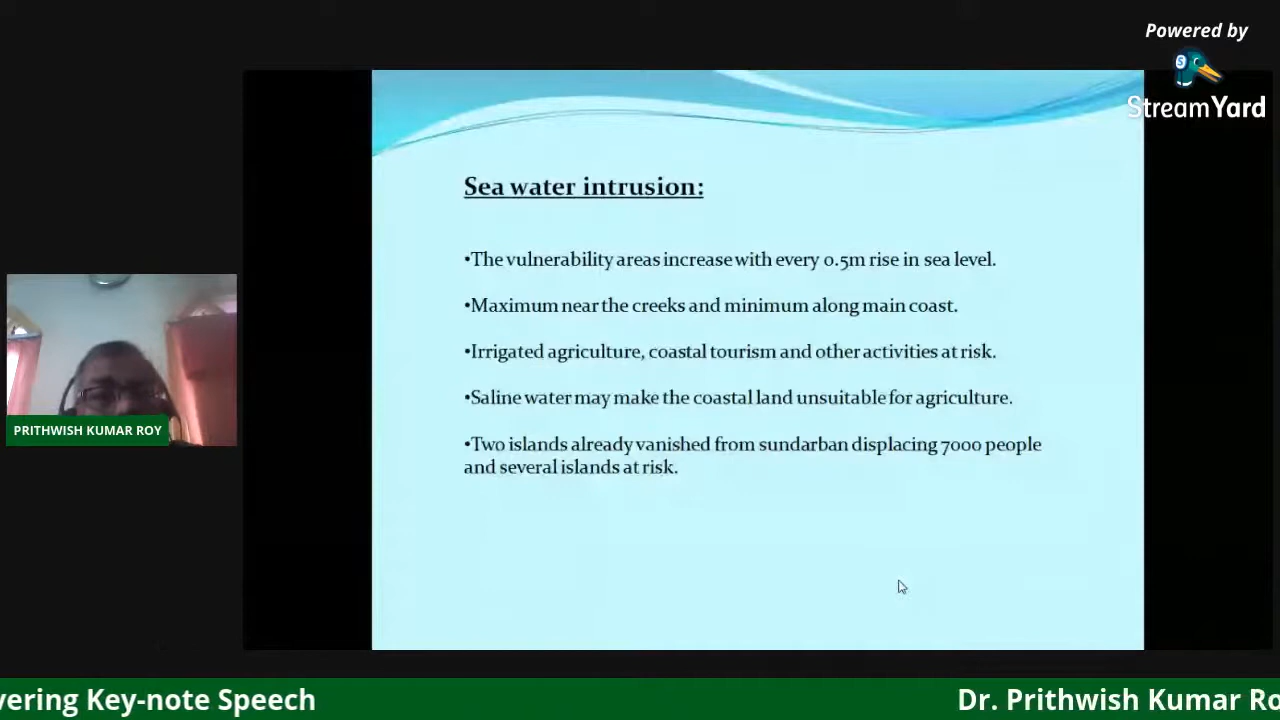 Powered by
StreamYard
Sea water intrusion:
•The vulnerability areas increase with every 0.5m rise in sea level.
•Maximum near the creeks and minimum along main coast.
•Irrigated agriculture, coastal tourism and other activities at risk.
•Saline water may make the coastal land unsuitable for agriculture.
•Two islands already vanished from sundarban displacing 7000 people
and several islands at risk.
PRITHWISH KUMAR ROY
vering Key-note Speech
Dr. Prithwish Kumar Ro